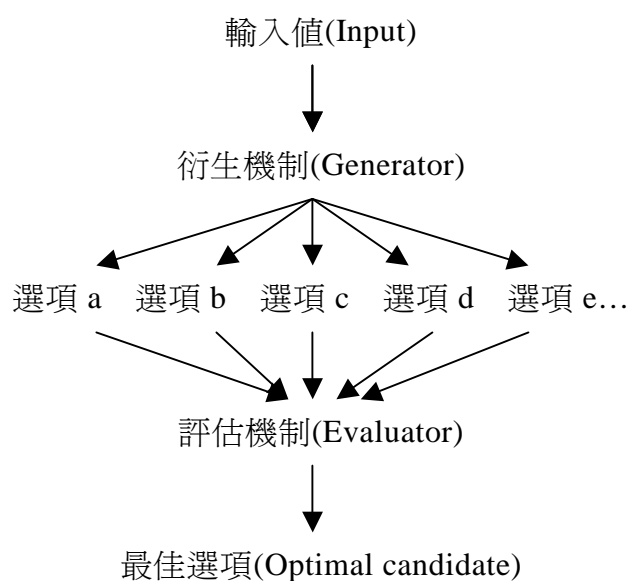 輸入值(Input)
衍生機制(Generator)
選項 a 選項 b 選項 c 選項 d 選項 e…
評估機制(Evaluator)
最佳選項(Optimal candidate)